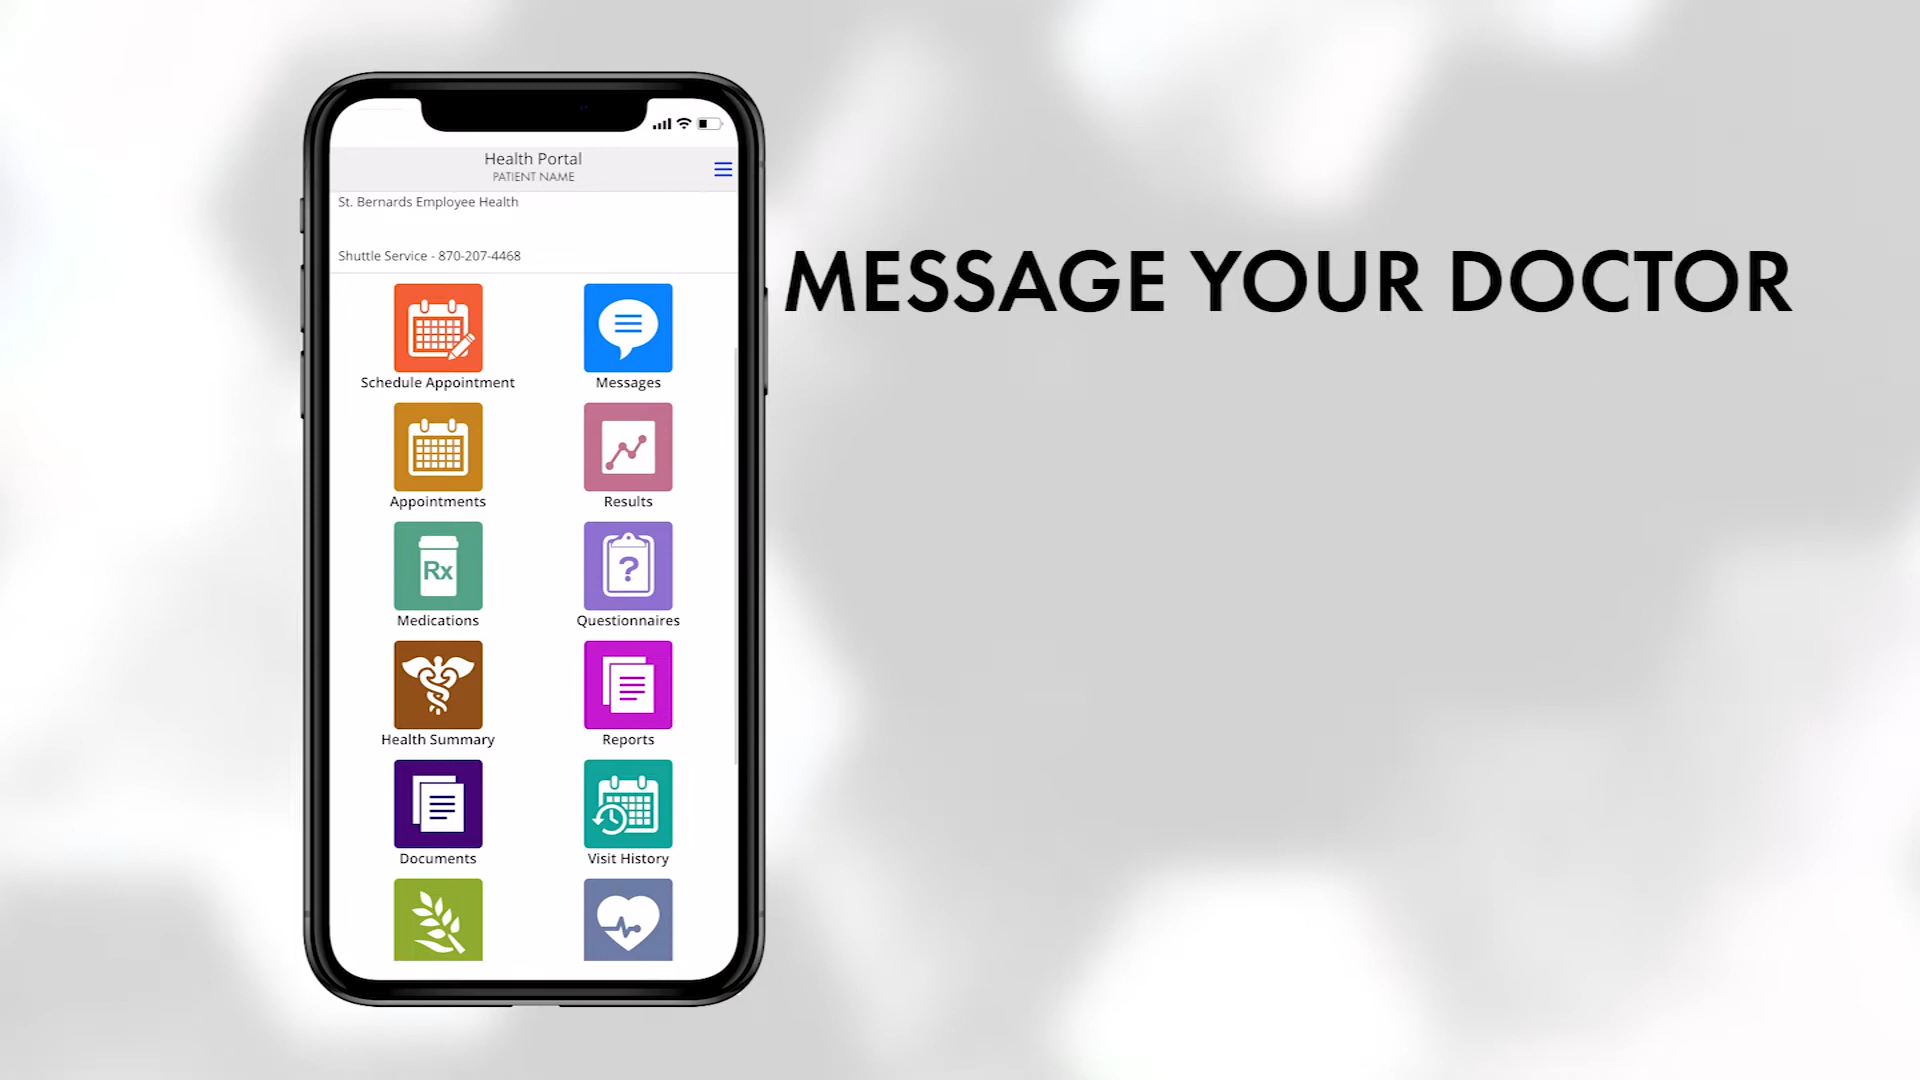 Health Portal
PATIENT NAME
St. Bernards Employee Health
Shuttle Service - 870-207-4468
MESSAGE YOUR DOCTOR
Schedule Appointment
Messages
Appointments
Results
Rx
?
Medications
Questionnaires
Health Summary
Reports
Documents
Visit History